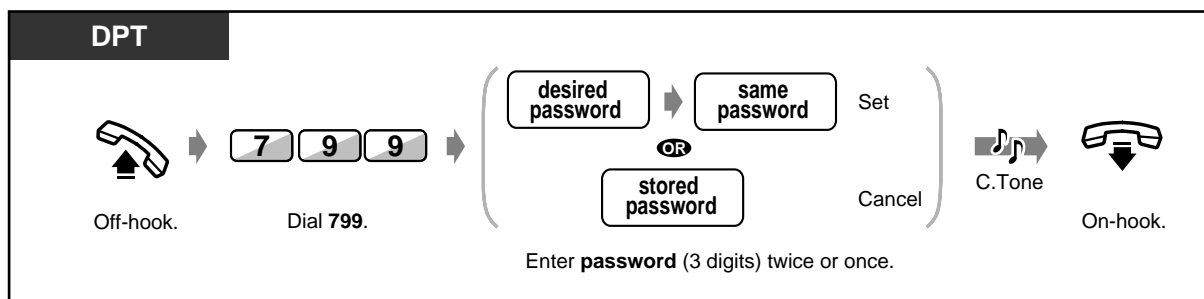 DPT
desired
password
same
password
Set
OR
stored
password
Cancel
7 9 9
C.Tone
Off-hook.
Dial 799.
On-hook.
Enter password (3 digits) twice or once.